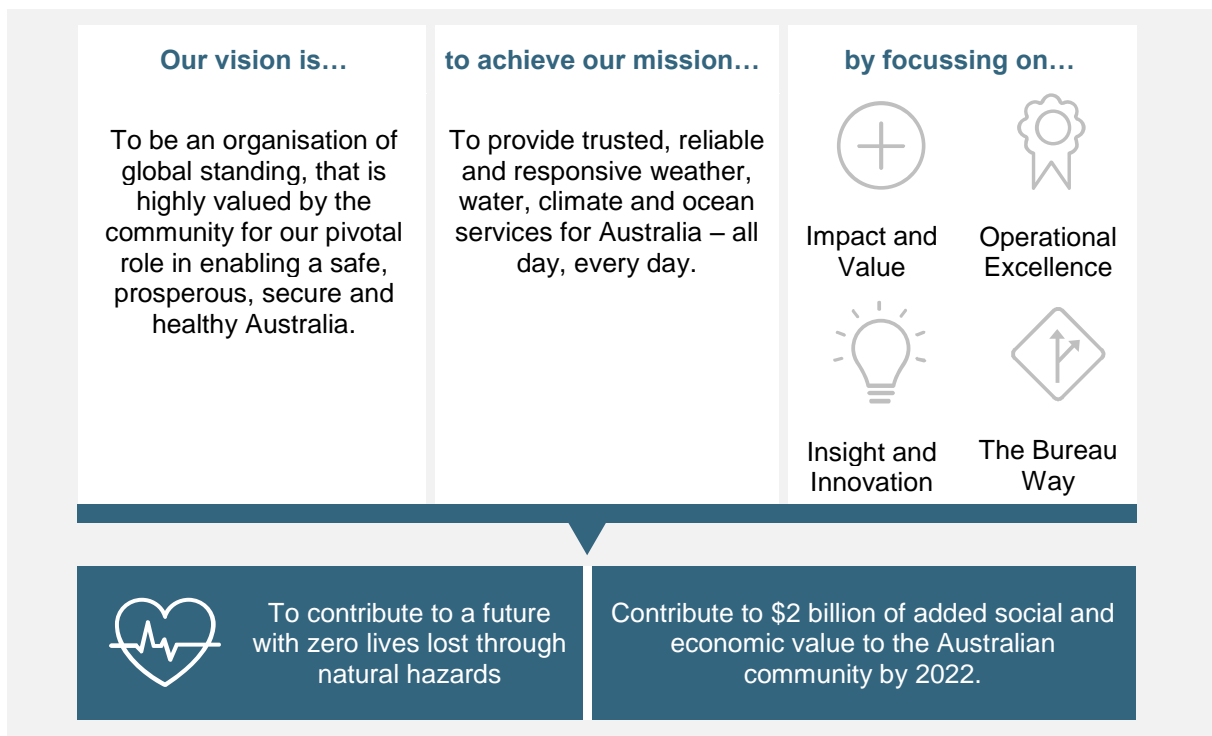 Our vision is…
To be an organisation of
global standing, that is
highly valued by the
community for our pivotal
role in enabling a safe,
prosperous, secure and
healthy Australia.
to achieve our mission…
To provide trusted, reliable
and responsive weather,
water, climate and ocean
services for Australia – all
day, every day.
by focussing on…
Impact and
Value
Operational
Excellence
Insight and
Innovation
The Bureau
Way
To contribute to a future
with zero lives lost through
natural hazards
Contribute to $2 billion of added social and
economic value to the Australian
community by 2022.